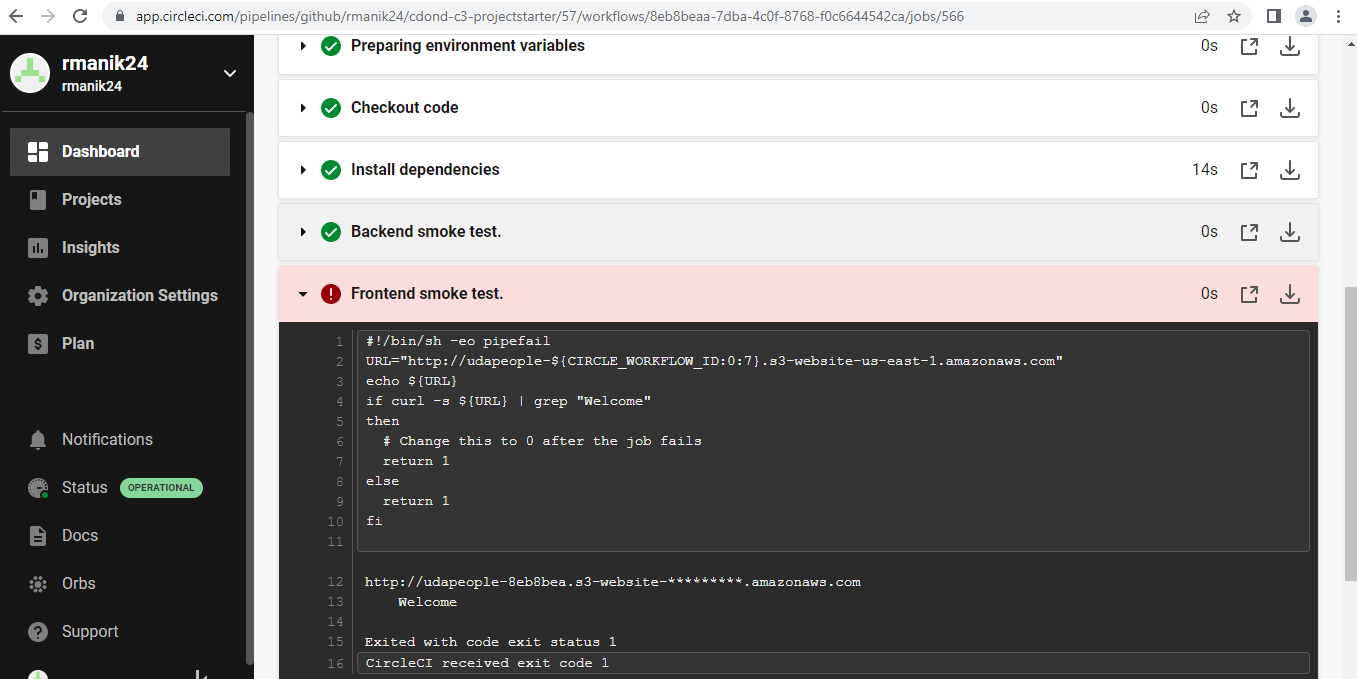 app.circleci.com/pipelines/github/rmanik24/cdond-c3-projectstarter/57/workflows/8eb8beaa-7dba-4c0f-8768-f0c6644542ca/jobs/566
rmanik24
rmanik24
Dashboard
Projects
Insights
Organization Settings
Plan
Notifications
Status OPERATIONAL
Docs
Orbs
Support
Preparing environment variables 0s
Checkout code 0s
Install dependencies 14s
Backend smoke test. 0s
Frontend smoke test. 0s
1 #!/bin/sh -eo pipefail
2 URL="http://udapeople-${CIRCLE_WORKFLOW_ID:0:7}.s3-website-us-east-1.amazonaws.com"
3 echo ${URL}
4 if curl -s ${URL} | grep "Welcome"
5 then
6 # Change this to 0 after the job fails
7 return 1
8 else
9 return 1
10 fi
11
12 http://udapeople-8eb8bea.s3-website-*********.amazonaws.com
13 Welcome
14
15 Exited with code exit status 1
16 CircleCI received exit code 1